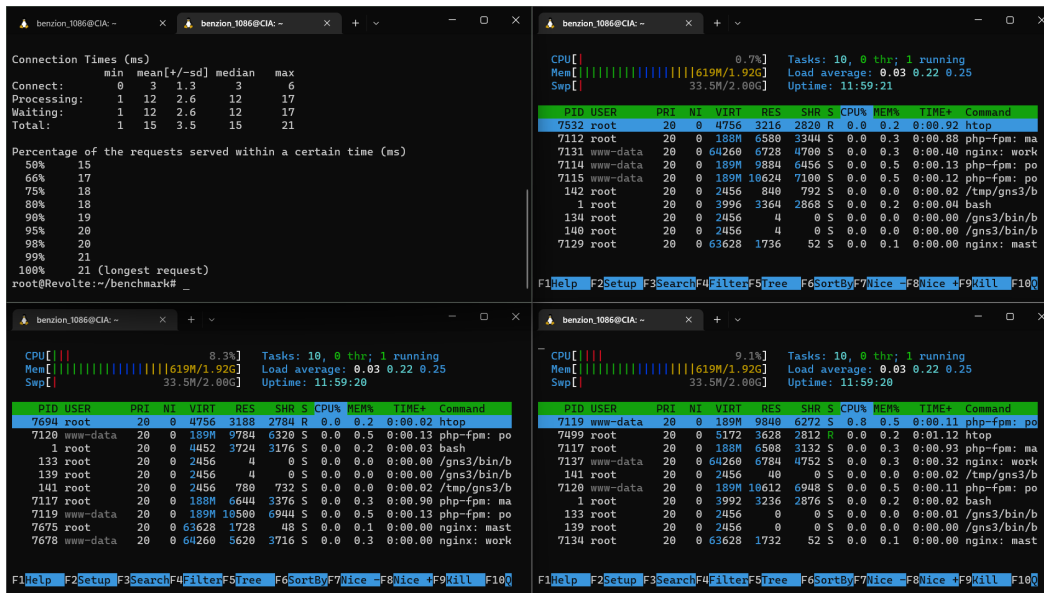 benzion_1086@CIA: ~ × benzion_1086@CIA: ~ × +
Connection Times (ms)
min mean[+/-sd] median max
Connect: 0 3 1.3 3 6
Processing: 1 12 2.6 12 17
Waiting: 1 12 2.6 12 17
Total: 1 15 3.5 15 21
Percentage of the requests served within a certain time (ms)
50% 15
66% 17
75% 18
80% 18
90% 19
95% 20
98% 20
99% 21
100% 21 (longest request)
root@Revolte:~/benchmark# _
benzion_1086@CIA: ~ × +
CPU[| 0.7%] Tasks: 10, 0 thr; 1 running
Mem[||||||||||||||||||||619M/1.92G] Load average: 0.03 0.22 0.25
Swp[| 33.5M/2.00G] Uptime: 11:59:21
PID USER PRI NI VIRT RES SHR S CPU% MEM% TIME+ Command
7532 root 20 0 4756 3216 2820 R 0.0 0.2 0:00.92 htop
7112 root 20 0 188M 6580 3344 S 0.0 0.3 0:00.88 php-fpm: ma
7131 www-data 20 0 64260 6728 4700 S 0.0 0.3 0:00.40 nginx: work
7114 www-data 20 0 189M 9884 6456 S 0.0 0.5 0:00.13 php-fpm: po
7115 www-data 20 0 189M 10624 7100 S 0.0 0.5 0:00.12 php-fpm: po
142 root 20 0 2456 840 792 S 0.0 0.0 0:00.02 /tmp/gns3/b
1 root 20 0 3996 3364 2868 S 0.0 0.2 0:00.04 bash
134 root 20 0 2456 4 0 S 0.0 0.0 0:00.00 /gns3/bin/b
140 root 20 0 2456 4 0 S 0.0 0.0 0:00.00 /gns3/bin/b
7129 root 20 0 63628 1736 52 S 0.0 0.1 0:00.00 nginx: mast
F1Help F2Setup F3SearchF4FilterF5Tree F6SortByF7Nice -F8Nice +F9Kill F10Q
benzion_1086@CIA: ~ × +
CPU[||| 8.3%] Tasks: 10, 0 thr; 1 running
Mem[||||||||||||||||||||619M/1.92G] Load average: 0.03 0.22 0.25
Swp[| 33.5M/2.00G] Uptime: 11:59:20
PID USER PRI NI VIRT RES SHR S CPU% MEM% TIME+ Command
7694 root 20 0 4756 3188 2784 R 0.0 0.2 0:00.02 htop
7120 www-data 20 0 189M 9784 6320 S 0.0 0.5 0:00.13 php-fpm: po
1 root 20 0 4452 3724 3176 S 0.0 0.2 0:00.03 bash
133 root 20 0 2456 4 0 S 0.0 0.0 0:00.00 /gns3/bin/b
139 root 20 0 2456 4 0 S 0.0 0.0 0:00.00 /gns3/bin/b
141 root 20 0 2456 780 732 S 0.0 0.0 0:00.02 /tmp/gns3/b
7117 root 20 0 188M 6644 3376 S 0.0 0.3 0:00.90 php-fpm: ma
7119 www-data 20 0 189M 10500 6944 S 0.0 0.5 0:00.13 php-fpm: po
7675 root 20 0 63628 1728 48 S 0.0 0.1 0:00.00 nginx: mast
7678 www-data 20 0 64260 5620 3716 S 0.0 0.3 0:00.00 nginx: work
F1Help F2Setup F3SearchF4FilterF5Tree F6SortByF7Nice -F8Nice +F9Kill F10Q
benzion_1086@CIA: ~ × +
CPU[||| 9.1%] Tasks: 10, 0 thr; 1 running
Mem[||||||||||||||||||||619M/1.92G] Load average: 0.03 0.22 0.25
Swp[| 33.5M/2.00G] Uptime: 11:59:20
PID USER PRI NI VIRT RES SHR S CPU% MEM% TIME+ Command
7119 www-data 20 0 189M 9840 6272 S 0.8 0.5 0:00.11 php-fpm: po
7499 root 20 0 5172 3628 2812 R 0.0 0.2 0:01.12 htop
7117 root 20 0 188M 6508 3132 S 0.0 0.3 0:00.93 php-fpm: ma
7137 www-data 20 0 64260 6784 4752 S 0.0 0.3 0:00.32 nginx: work
141 root 20 0 2456 4 0 S 0.0 0.0 0:00.02 /tmp/gns3/b
7120 www-data 20 0 189M 10612 6948 S 0.0 0.5 0:00.11 php-fpm: po
1 root 20 0 3992 3236 2876 S 0.0 0.2 0:00.02 bash
133 root 20 0 2456 0 0 S 0.0 0.0 0:00.01 /gns3/bin/b
139 root 20 0 2456 0 0 S 0.0 0.0 0:00.00 /gns3/bin/b
7134 root 20 0 63628 1732 52 S 0.0 0.1 0:00.00 nginx: mast
F1Help F2Setup F3SearchF4FilterF5Tree F6SortByF7Nice -F8Nice +F9Kill F10Q